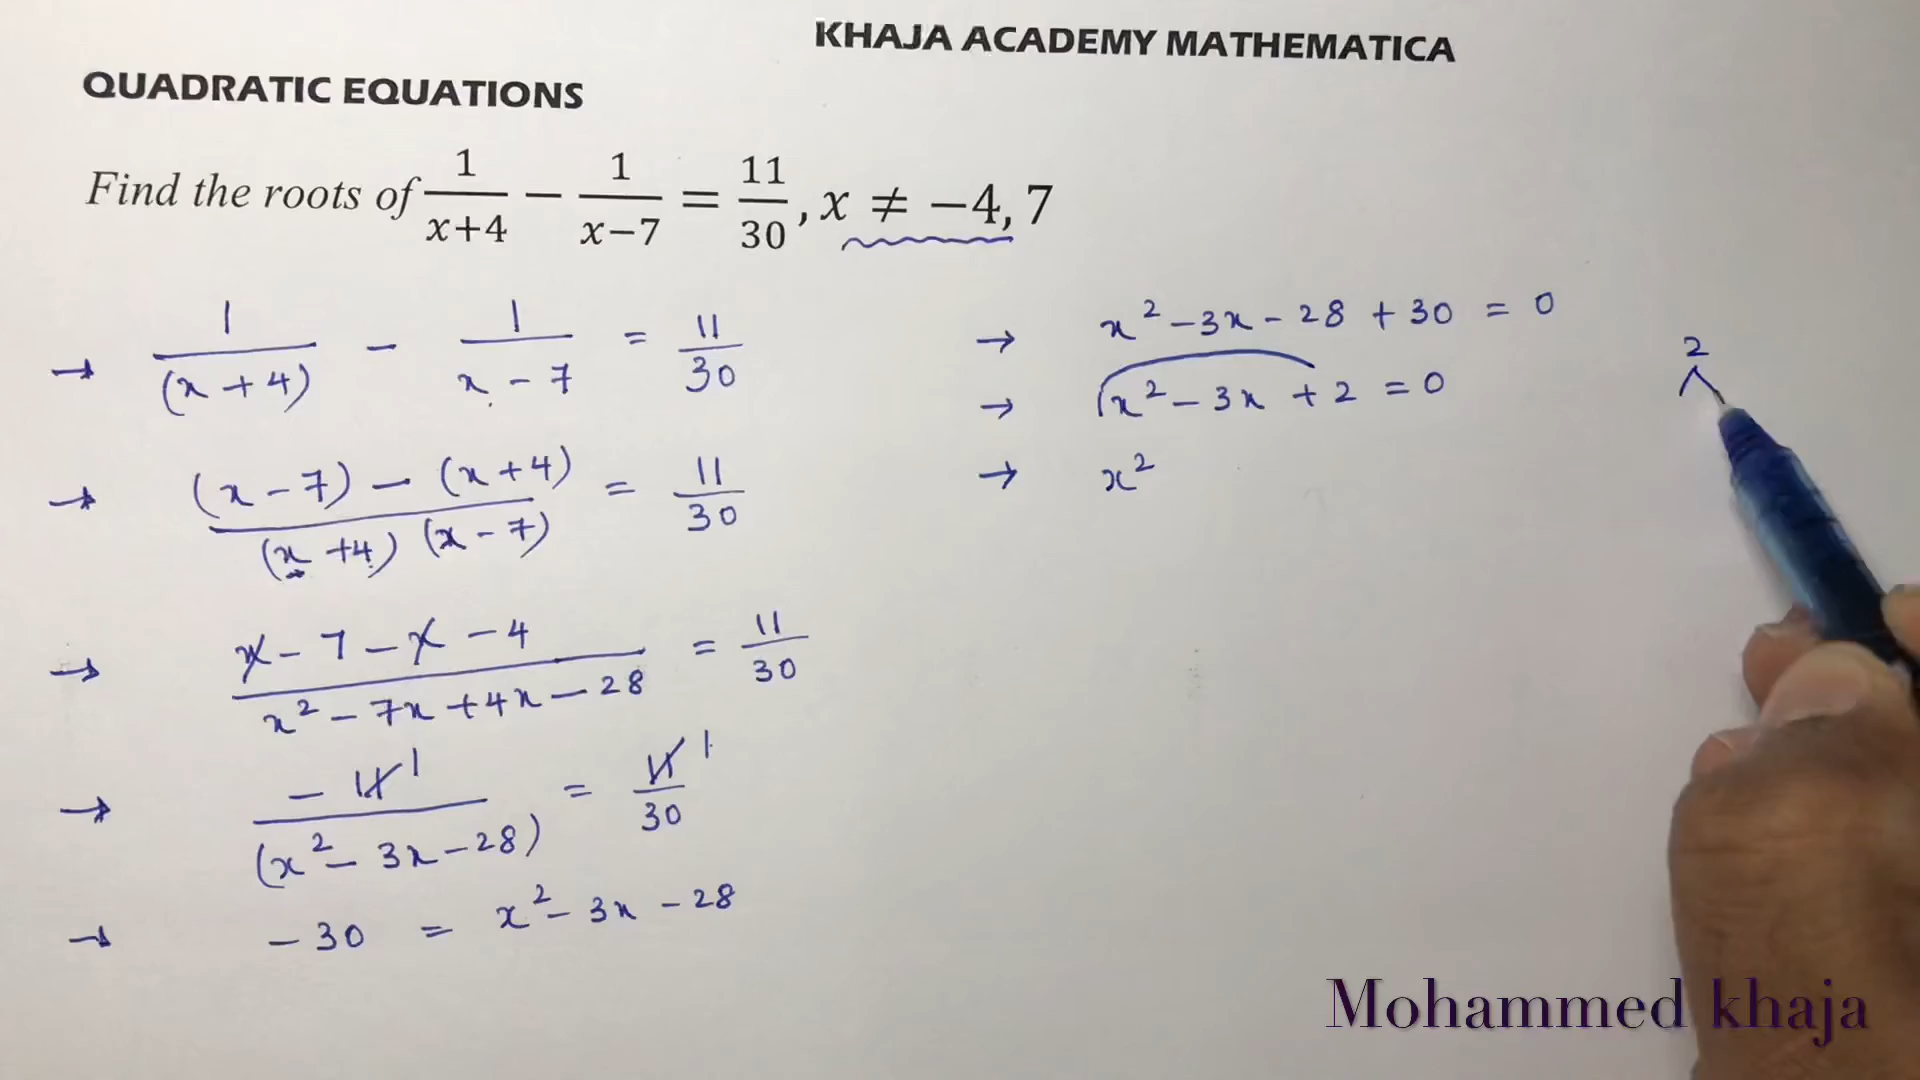 KHAJA ACADEMY MATHEMATICA
QUADRATIC EQUATIONS
Find the roots of 1/(x+4) − 1/(x−7) = 11/30, x ≠ −4, 7
→ 1/(x + 4) − 1/(x − 7) = 11/30
→ ((x − 7) − (x + 4))/((x + 4)(x − 7)) = 11/30
→ (x − 7 − x − 4)/(x² − 7x + 4x − 28) = 11/30
→ − 11 1/(x² − 3x − 28) = 11 1/30
→ − 30 = x² − 3x − 28
→ x² − 3x − 28 + 30 = 0
→ x² − 3x + 2 = 0
→ x²
2
Mohammed khaja